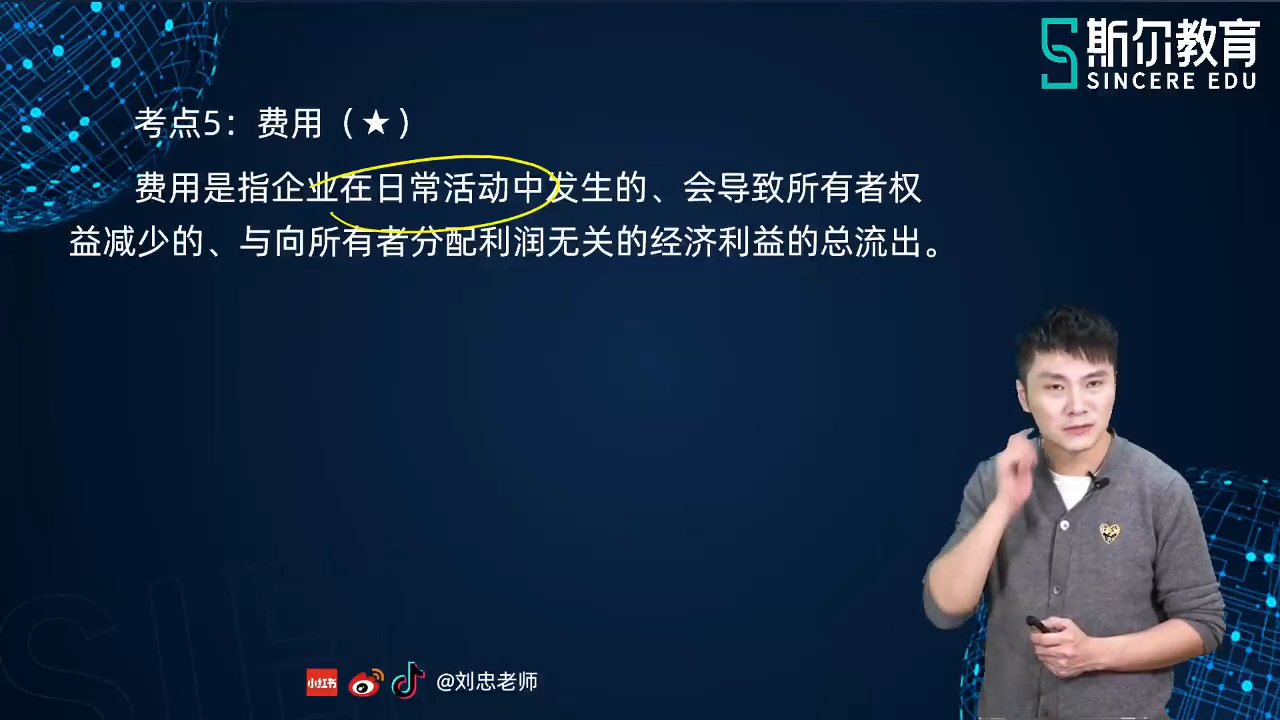 斯尔教育
SINCERE EDU
考点5：费用（★）
费用是指企业在日常活动中发生的、会导致所有者权
益减少的、与向所有者分配利润无关的经济利益的总流出。
小红书 @刘忠老师